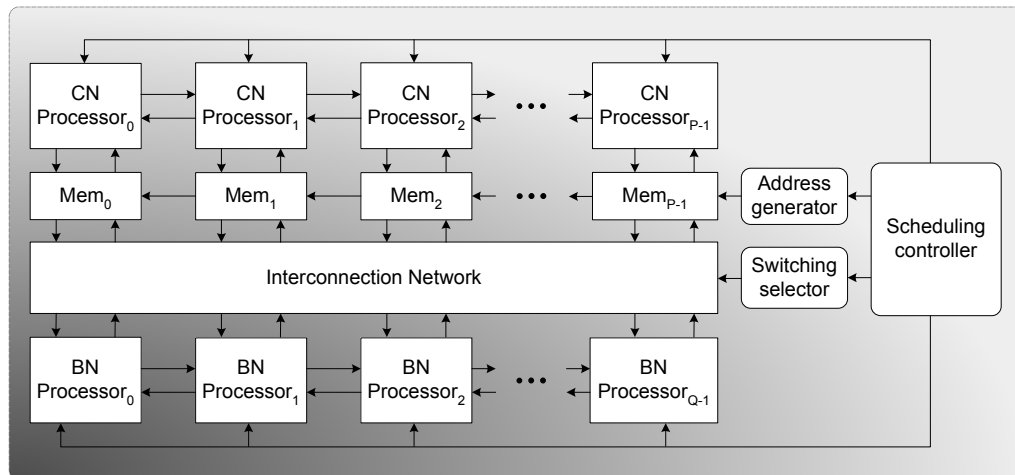 CN
Processor0
CN
Processor1
CN
Processor2
...
CN
ProcessorP-1
Mem0
Mem1
Mem2
...
MemP-1
Address
generator
Scheduling
controller
Interconnection Network
Switching
selector
BN
Processor0
BN
Processor1
BN
Processor2
...
BN
ProcessorQ-1